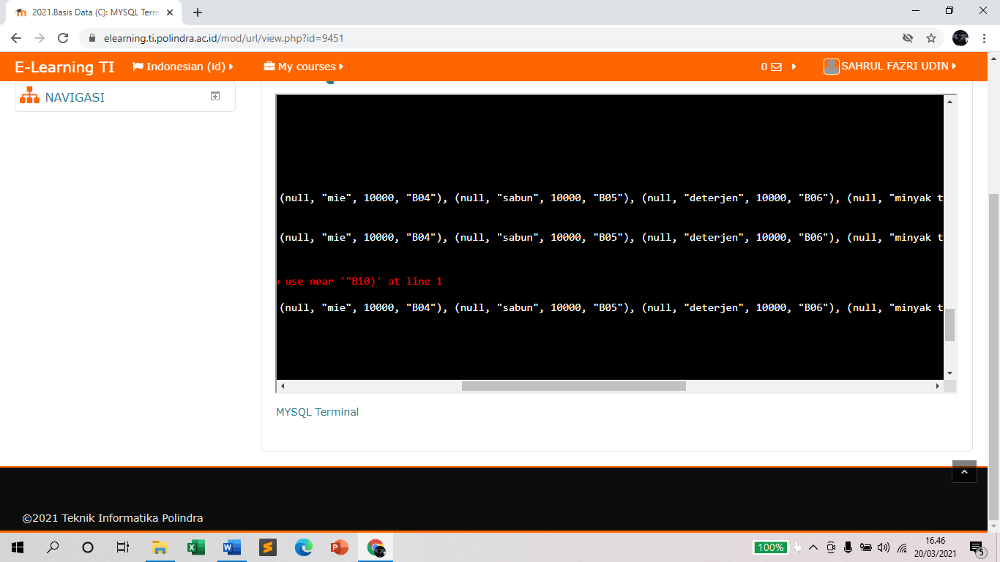 2021.Basis Data (C): MYSQL Term
elearning.ti.polindra.ac.id/mod/url/view.php?id=9451
E-Learning TI
Indonesian (id)
My courses
0
SAHRUL FAZRI UDIN
NAVIGASI
(null, "mie", 10000, "B04"), (null, "sabun", 10000, "B05"), (null, "deterjen", 10000, "B06"), (null, "minyak t
(null, "mie", 10000, "B04"), (null, "sabun", 10000, "B05"), (null, "deterjen", 10000, "B06"), (null, "minyak t
use near '"B10)' at line 1
(null, "mie", 10000, "B04"), (null, "sabun", 10000, "B05"), (null, "deterjen", 10000, "B06"), (null, "minyak t
MYSQL Terminal
©2021 Teknik Informatika Polindra
100%
16.46
20/03/2021
5